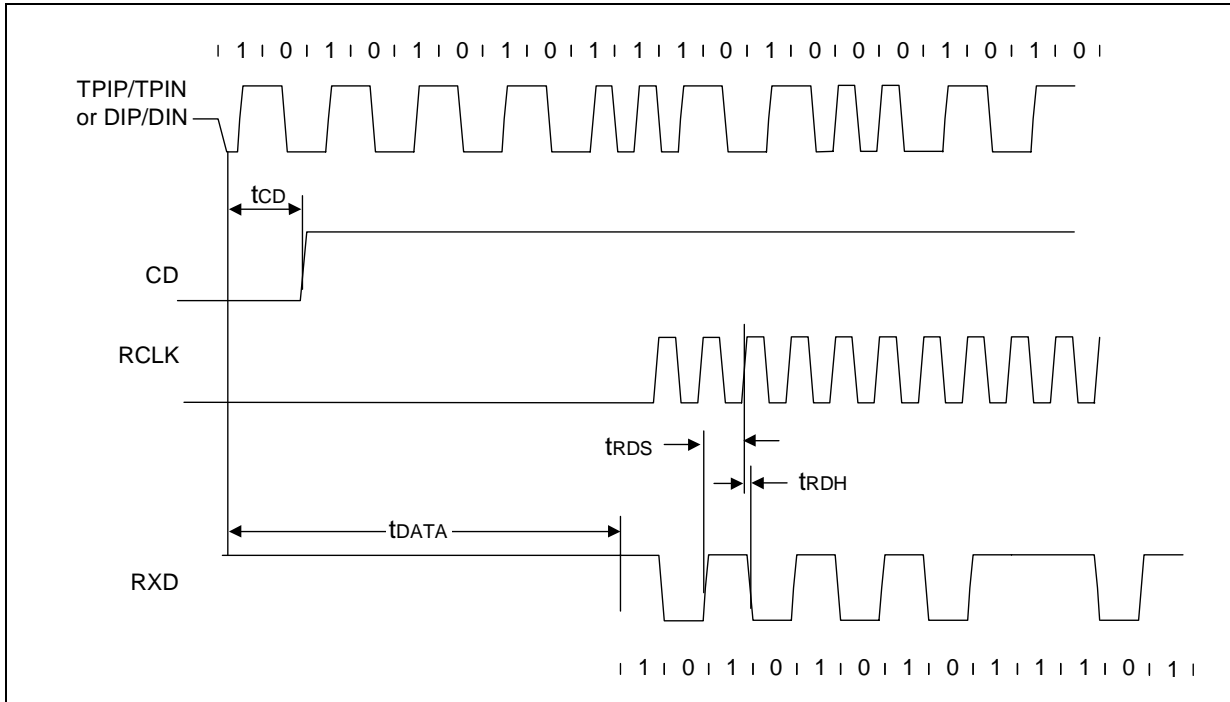 1 0 1 0 1 0 1 0 1 1 1 0 1 0 0 0 1 0 1 0
TPIP/TPIN
or DIP/DIN
tCD
CD
RCLK
tRDS
tRDH
tDATA
RXD
1 0 1 0 1 0 1 0 1 1 1 0 1